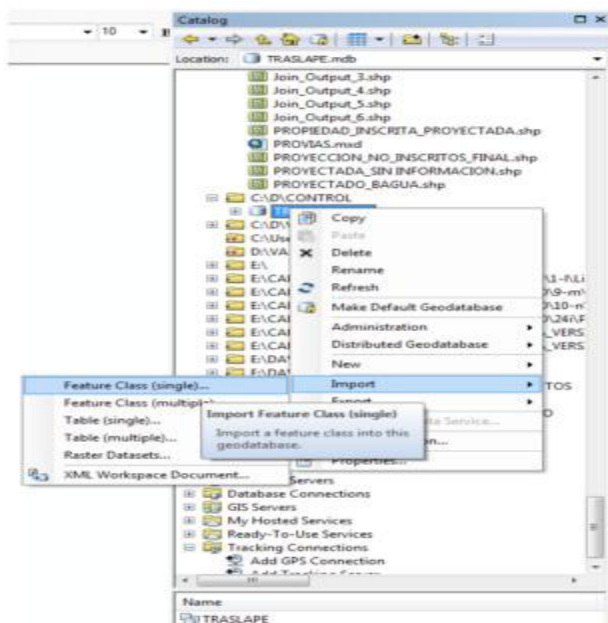 10
Catalog
Location: TRASLAPE.mdb
Join_Output_3.shp
Join_Output_4.shp
Join_Output_5.shp
Join_Output_6.shp
PROPIEDAD_INSCRITA_PROYECTADA.shp
PROVIAS.mxd
PROYECCION_NO_INSCRITOS_FINAL.shp
PROYECTADA_SIN INFORMACION.shp
PROYECTADO_BAGUA.shp
C:\D\CONTROL
Copy
Paste
Delete
Rename
Refresh
Make Default Geodatabase
Administration
Distributed Geodatabase
New
Import
Export
Properties...
Feature Class (single)...
Feature Class (multiple)...
Table (single)...
Table (multiple)...
Raster Datasets...
XML Workspace Document...
Import Feature Class (single)
Import a feature class into this
geodatabase.
Servers
Database Connections
GIS Servers
My Hosted Services
Ready-To-Use Services
Tracking Connections
Add GPS Connection
Name
TRASLAPE